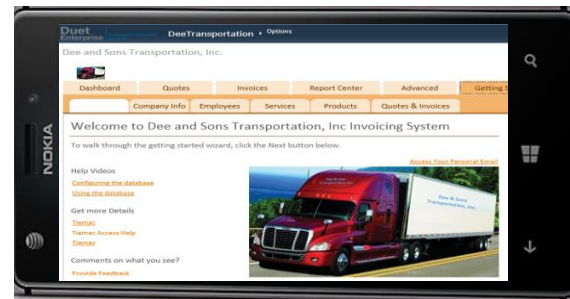 Duet
Enterprise
DeeTransportation ▸ Options
Dee and Sons Transportation, Inc.
Dashboard Quotes Invoices Report Center Advanced Getting S
Company Info Employees Services Products Quotes & Invoices
Welcome to Dee and Sons Transportation, Inc Invoicing System
To walk through the getting started wizard, click the Next button below.
Access Your Personal Email
Help Videos
Configuring the database
Using the database
Get more Details
Tiemac
Tiemac Access Help
Tiemac
Comments on what you see?
Provide Feedback
Dee & Sons
Transportation, Inc.
NOKIA